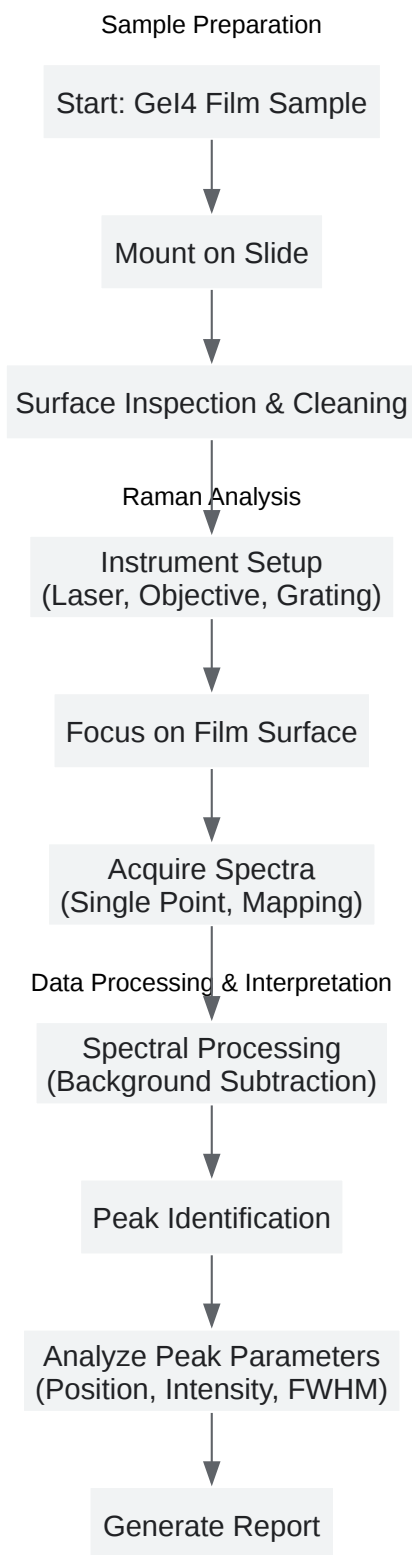 Sample Preparation
Start: GeI4 Film Sample
Mount on Slide
Surface Inspection & Cleaning
Raman Analysis
Instrument Setup
(Laser, Objective, Grating)
Focus on Film Surface
Acquire Spectra
(Single Point, Mapping)
Data Processing & Interpretation
Spectral Processing
(Background Subtraction)
Peak Identification
Analyze Peak Parameters
(Position, Intensity, FWHM)
Generate Report